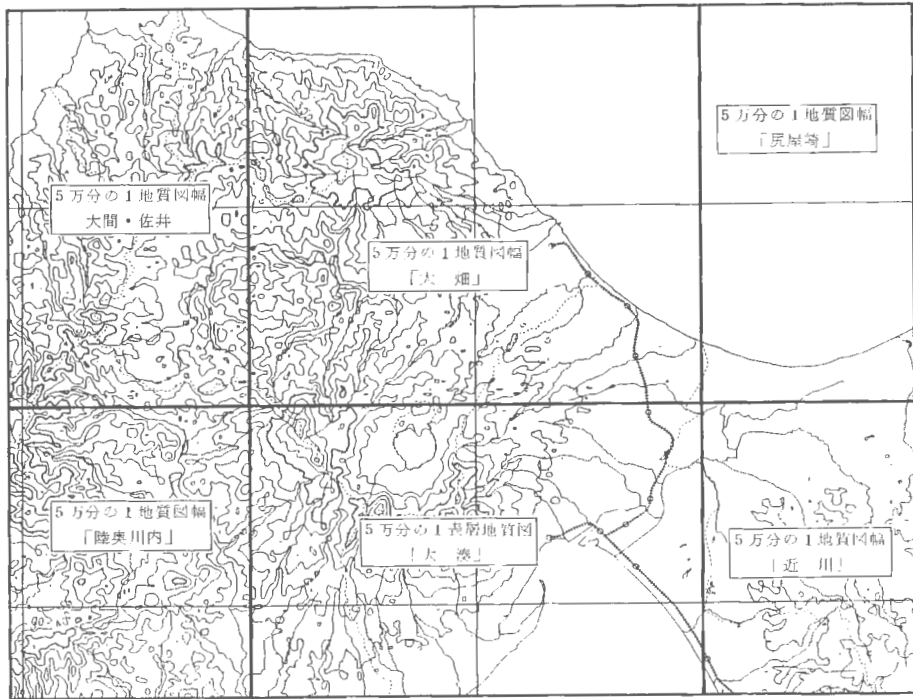 5万分の1地質図幅
「尻屋崎」
5万分の1地質図幅
大間・佐井
5万分の1地質図幅
「大　畑」
5万分の1地質図幅
「陸奥川内」
5万分の1表層地質図
「大　湊」
5万分の1地質図幅
「近　川」